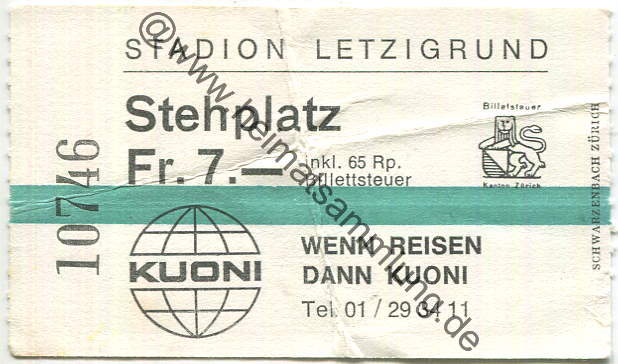 STADION LETZIGRUND
Stehplatz
Fr. 7.—
inkl. 65 Rp.
Billettsteuer
Billetsteuer
Kanton Zürich
10746
KUONI
WENN REISEN
DANN KUONI
Tel. 01 / 29 34 11
SCHWARZENBACH ZÜRICH
@www.heimatsammlung.de